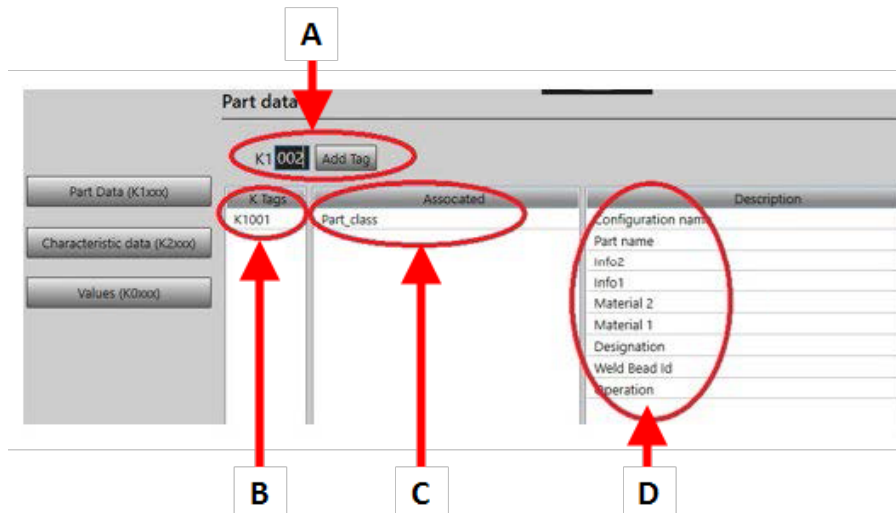 A
Part data
K1 002 Add Tag
Part Data (K1xxx)
Characteristic data (K2xxx)
Values (K0xxx)
K Tags Assocated Description
K1001 Part_class Configuration name
Part name
Info2
Info1
Material 2
Material 1
Designation
Weld Bead Id
Operation
B C D